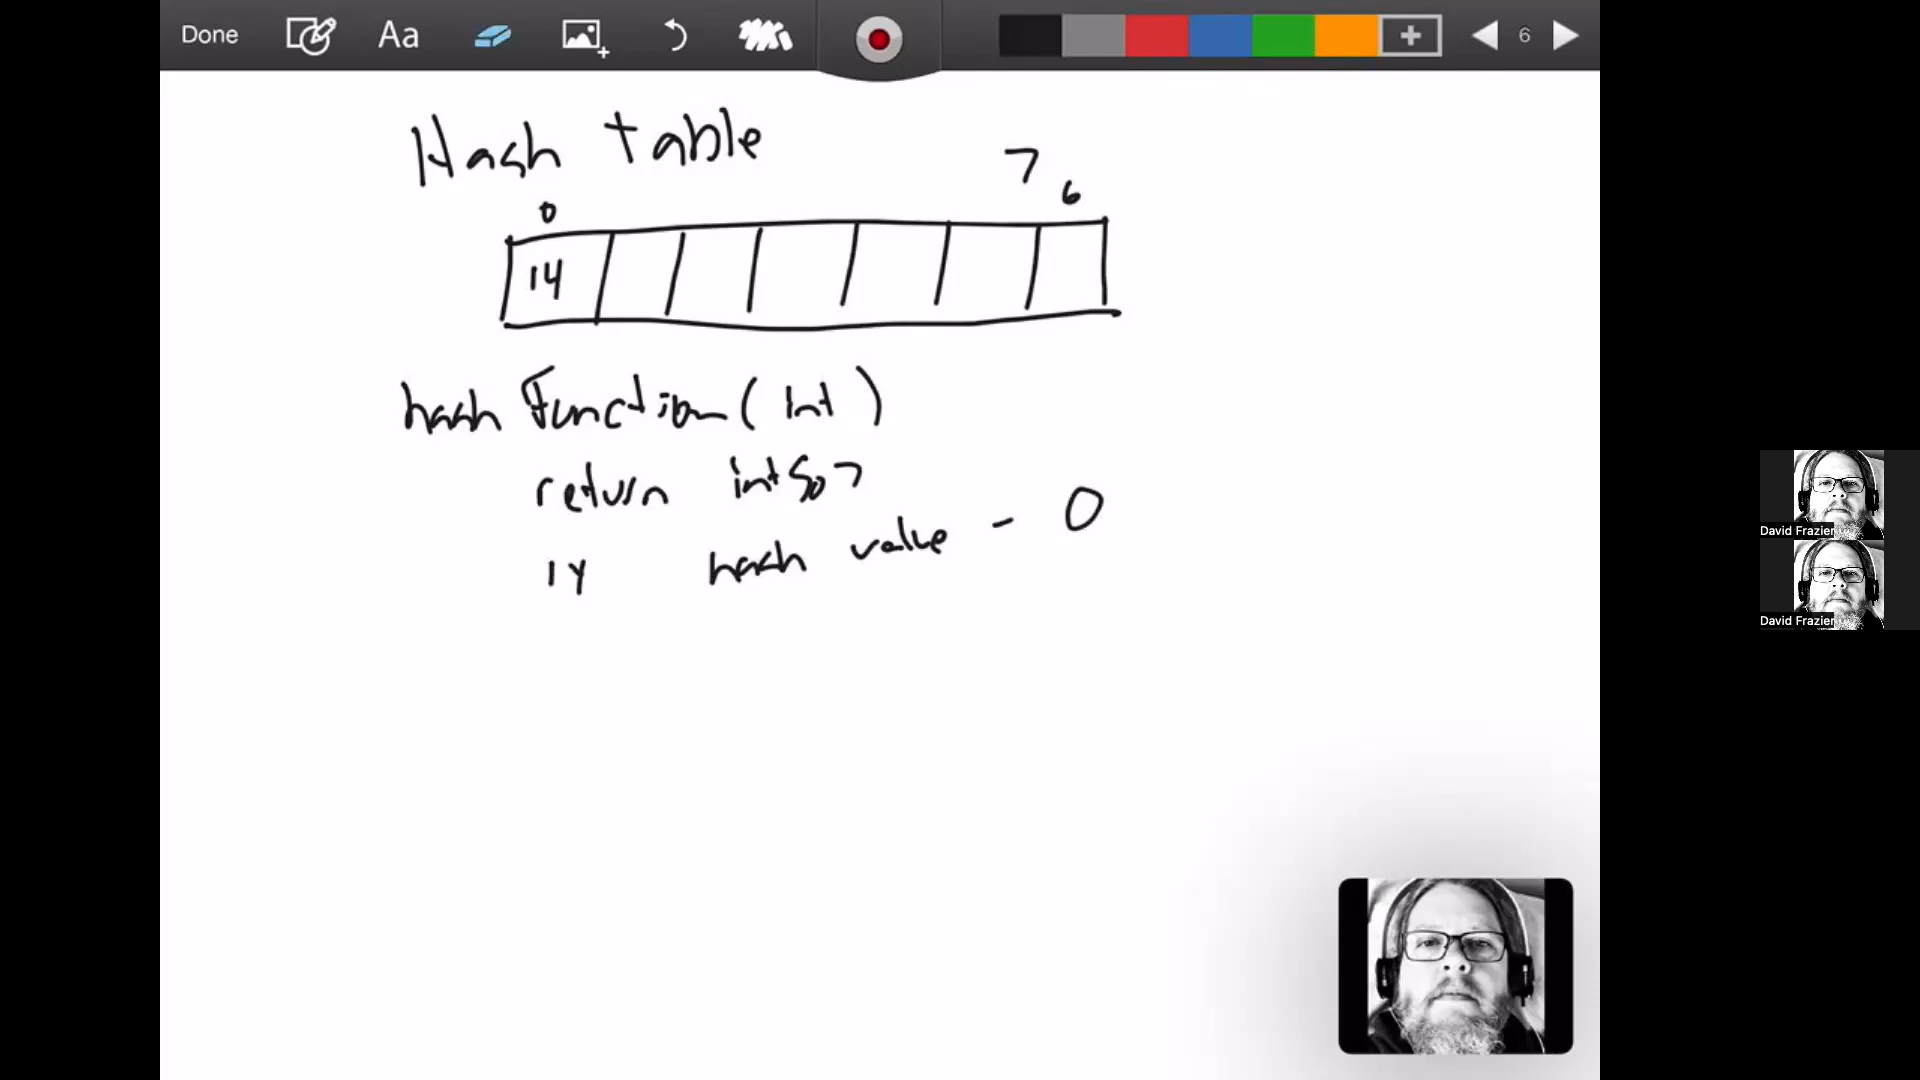 Done Aa 6
Hash table
7
0 6
14
hash Function ( int )
return int % 7
14 hash value - 0
David Frazier
David Frazier